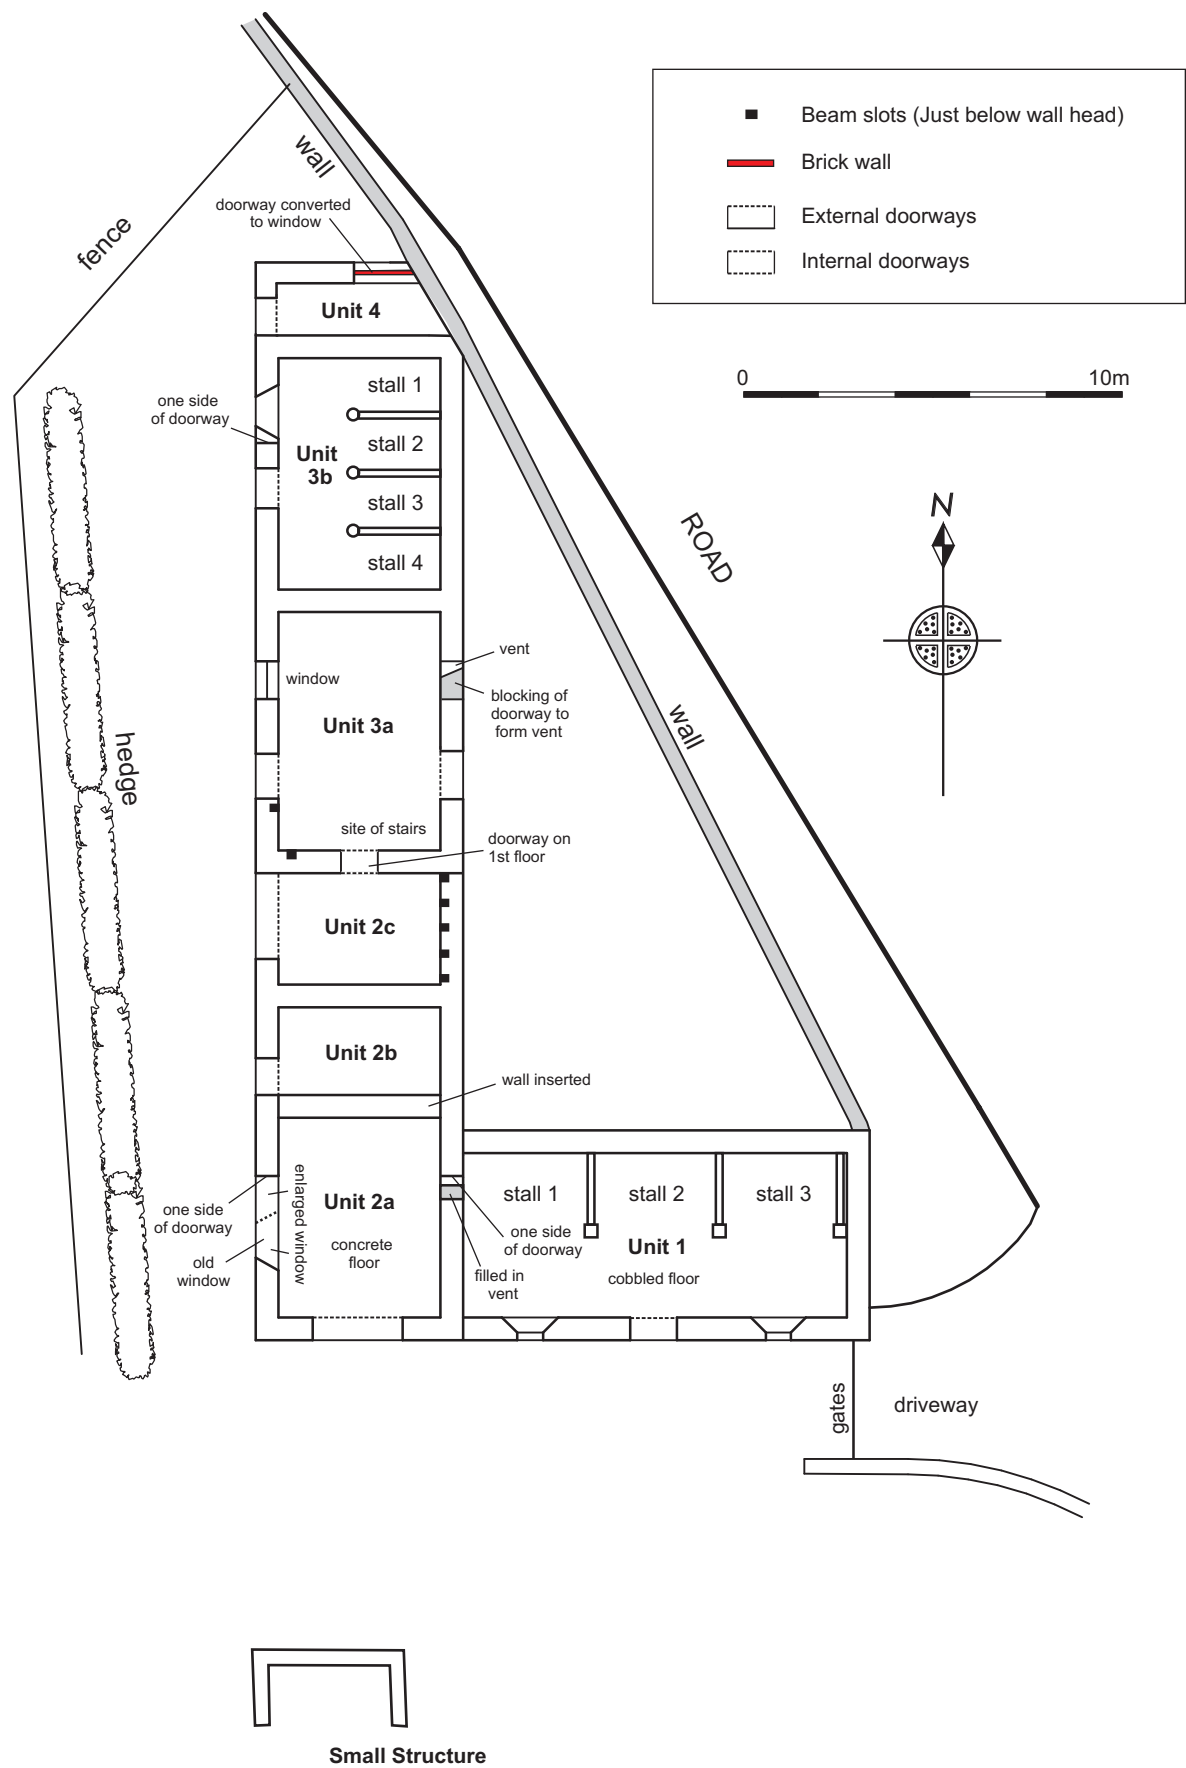 Beam slots (Just below wall head)
Brick wall
External doorways
Internal doorways
0
10m
N
wall
fence
doorway converted
to window
Unit 4
stall 1
one side
of doorway
stall 2
Unit
3b
stall 3
stall 4
ROAD
vent
window
blocking of
doorway to
form vent
Unit 3a
wall
hedge
site of stairs
doorway on
1st floor
Unit 2c
Unit 2b
wall inserted
enlarged window
Unit 2a
stall 1
stall 2
stall 3
one side
of doorway
concrete
floor
one side
of doorway
Unit 1
old
window
filled in
vent
cobbled floor
gates
driveway
Small Structure